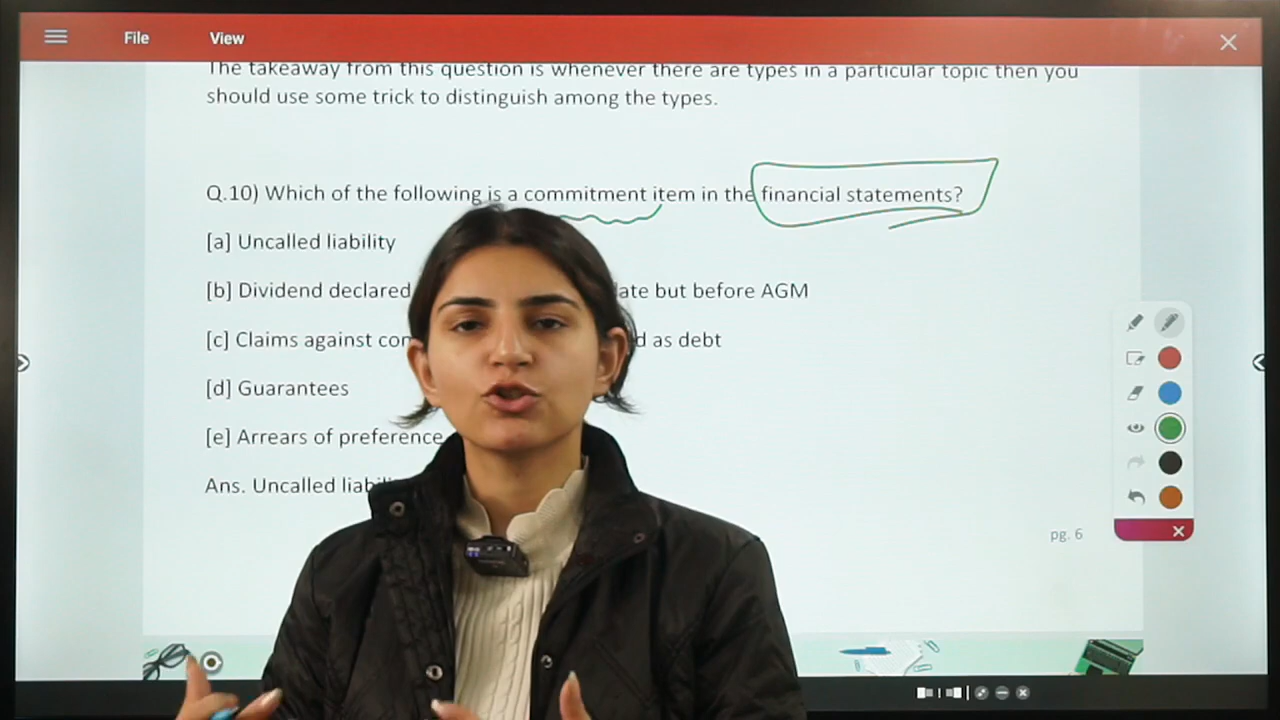 File View
The takeaway from this question is whenever there are types in a particular topic then you
should use some trick to distinguish among the types.
Q.10) Which of the following is a commitment item in the financial statements?
[a] Uncalled liability
[b] Dividend declared but before AGM
[c] Claims against as debt
[d] Guarantees
[e] Arrears of preference
Ans. Uncalled
pg. 6